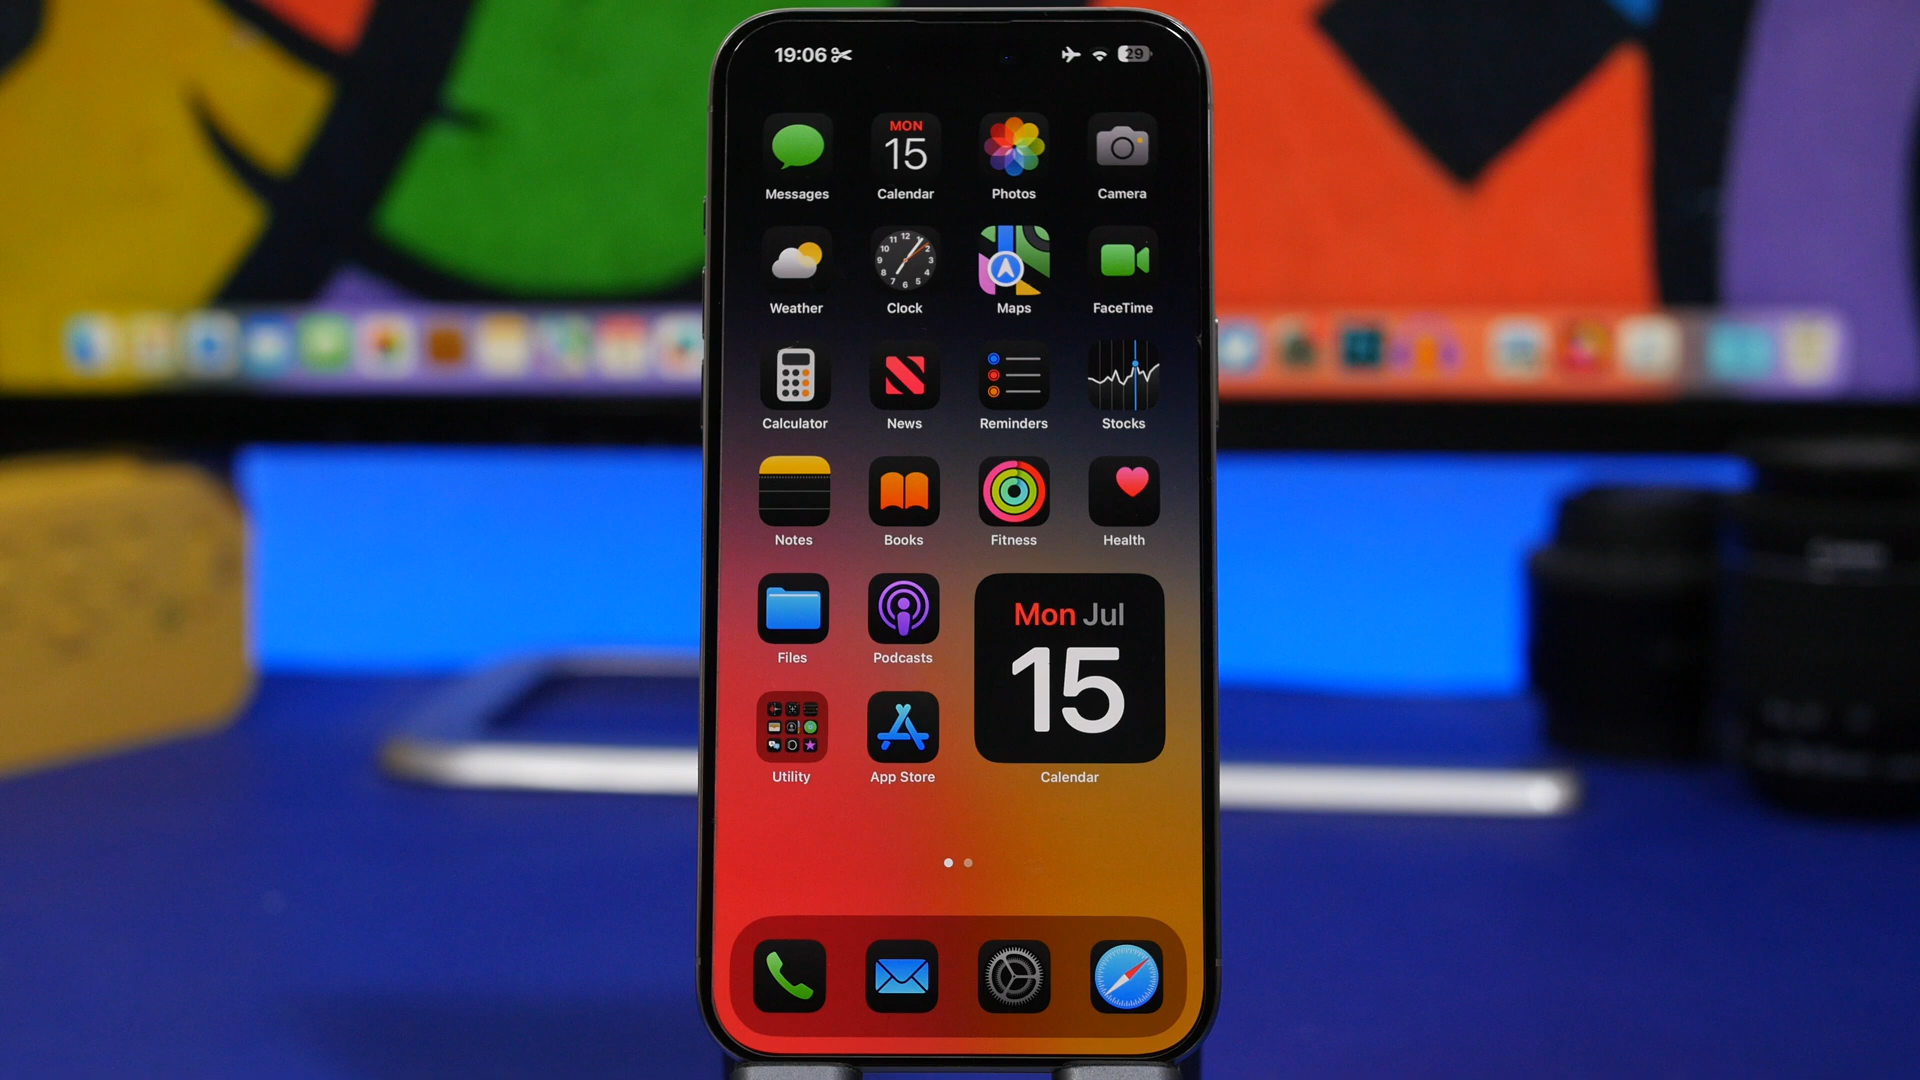 19:06 29
MON
15
Messages Calendar Photos Camera
Weather Clock Maps FaceTime
Calculator News Reminders Stocks
Notes Books Fitness Health
Mon Jul
15
Files Podcasts
Utility App Store Calendar